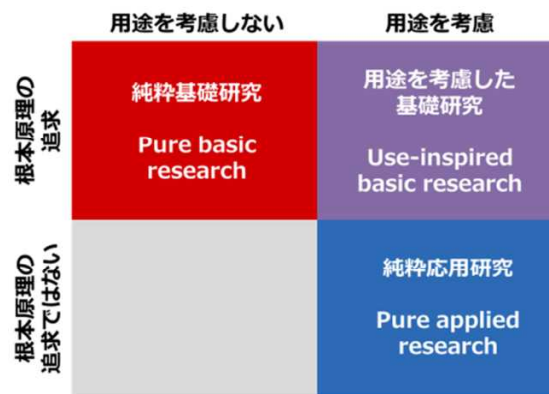 用途を考慮しない
用途を考慮
根本原理の
追求
純粋基礎研究
Pure basic
research
用途を考慮した
基礎研究
Use-inspired
basic research
根本原理の
追求ではない
純粋応用研究
Pure applied
research